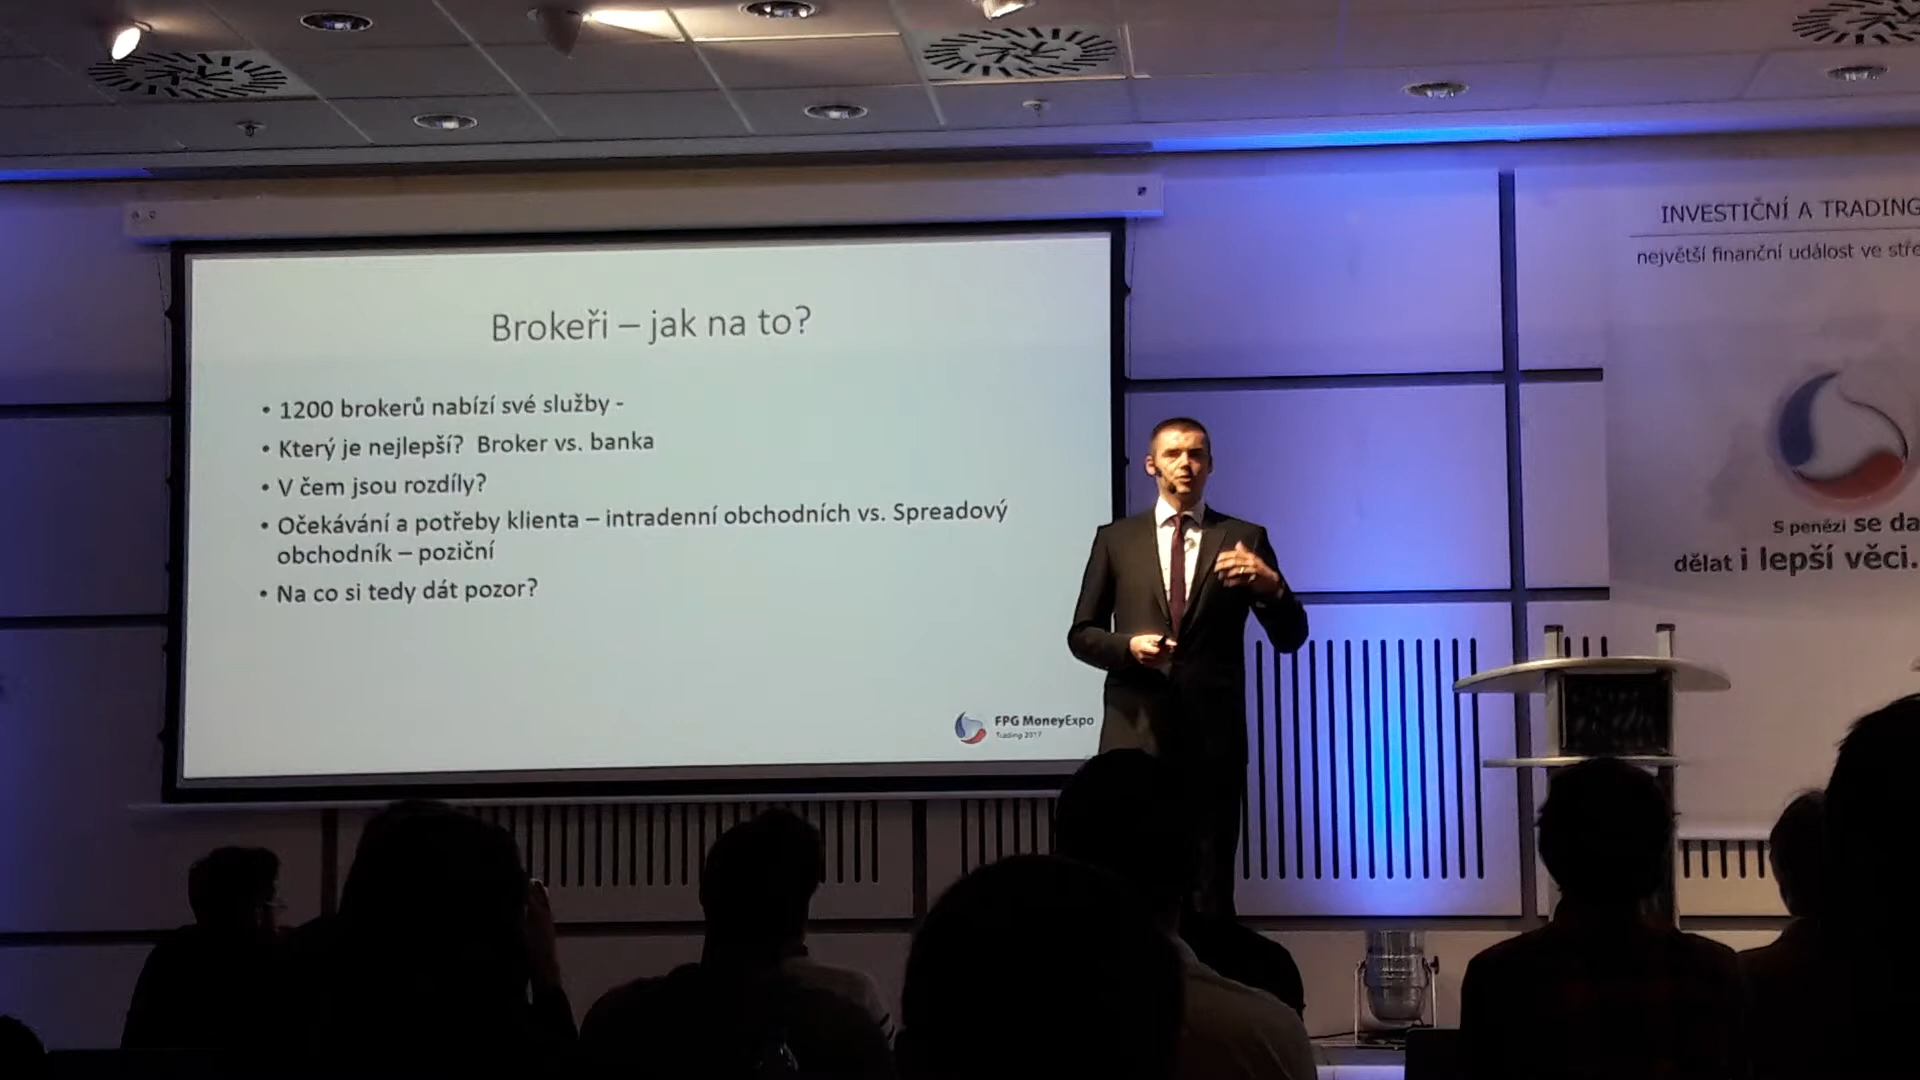 Brokeři – jak na to?
• 1200 brokerů nabízí své služby -
• Který je nejlepší?  Broker vs. banka
• V čem jsou rozdíly?
• Očekávání a potřeby klienta – intradenní obchodních vs. Spreadový
obchodník – poziční
• Na co si tedy dát pozor?
FPG MoneyExpo
Trading 2017
INVESTIČNÍ A TRADING
největší finanční událost ve stře
S penězi se da
dělat i lepší věci.